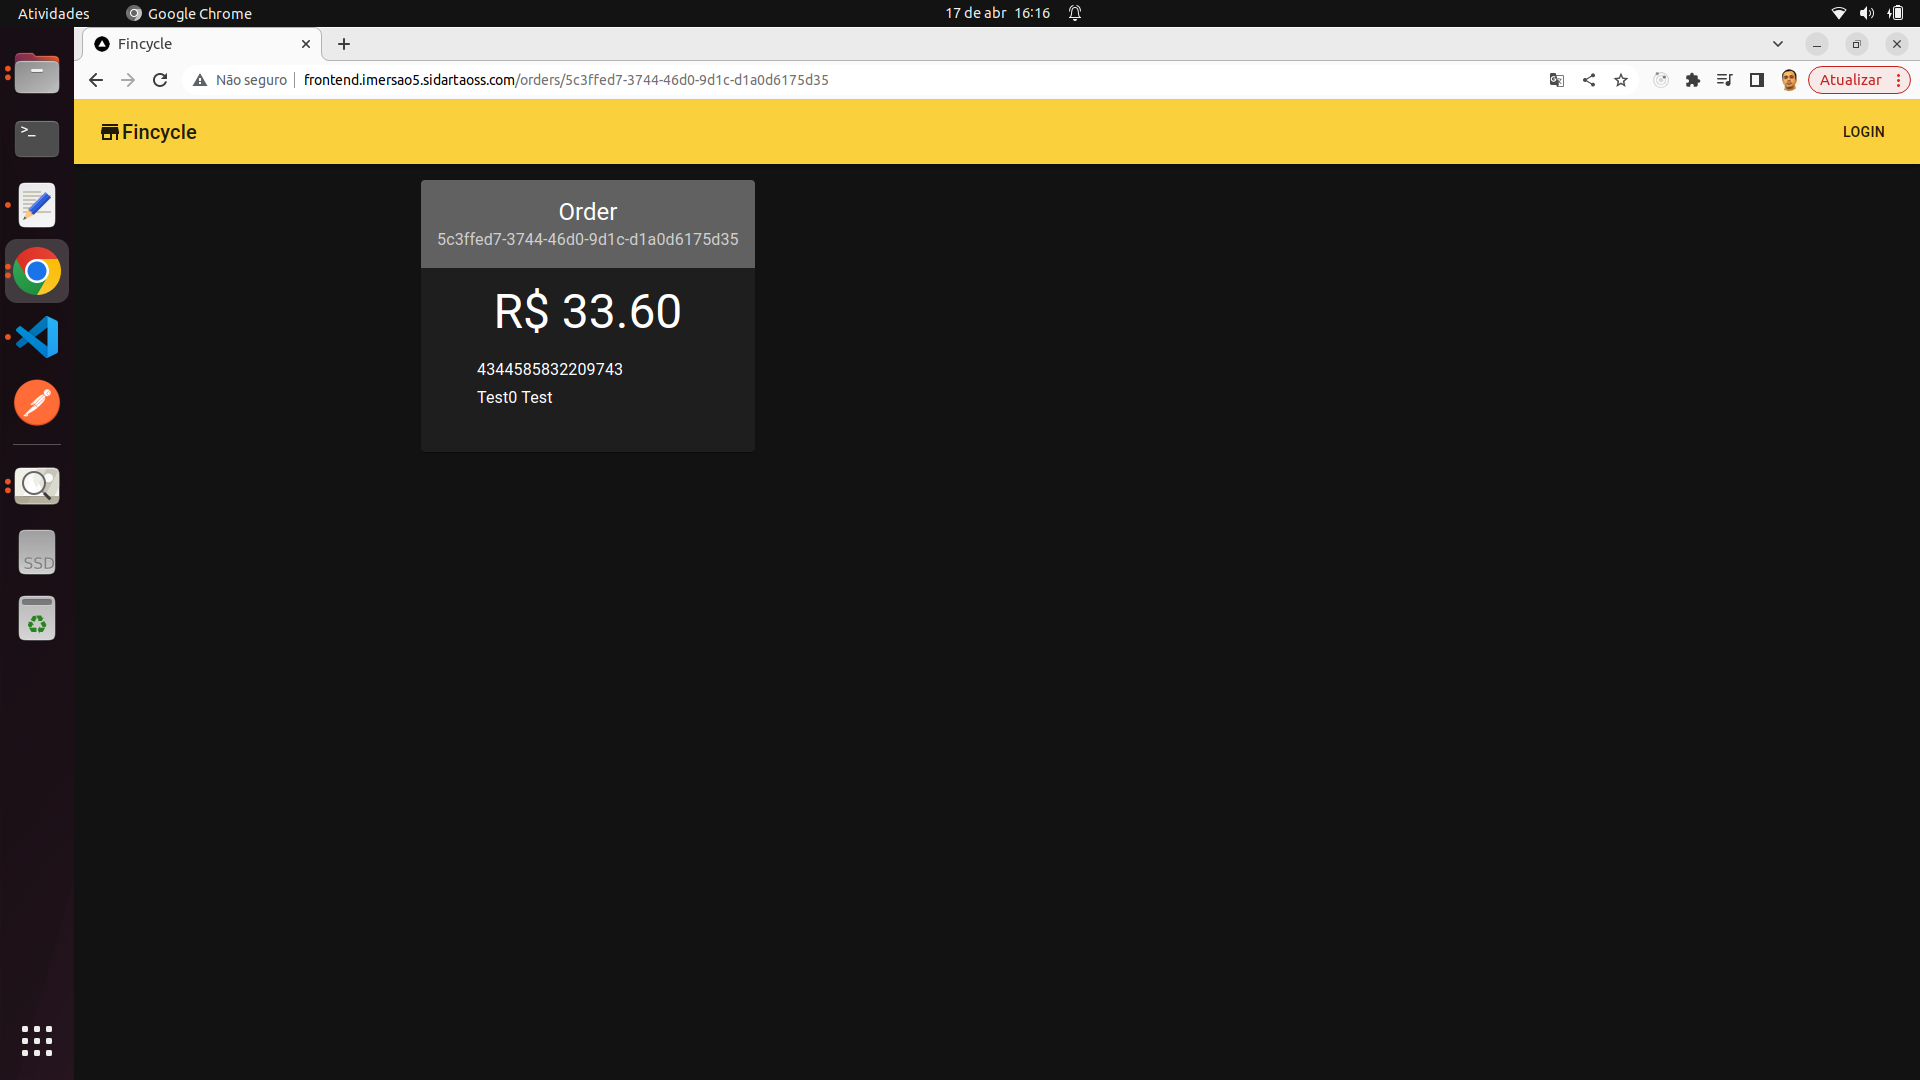 Atividades
Google Chrome
17 de abr 16:16
Fincycle
Não seguro
frontend.imersao5.sidartaoss.com/orders/5c3ffed7-3744-46d0-9d1c-d1a0d6175d35
Atualizar
Fincycle
LOGIN
Order
5c3ffed7-3744-46d0-9d1c-d1a0d6175d35
R$ 33.60
4344585832209743
Test0 Test
>_
SSD